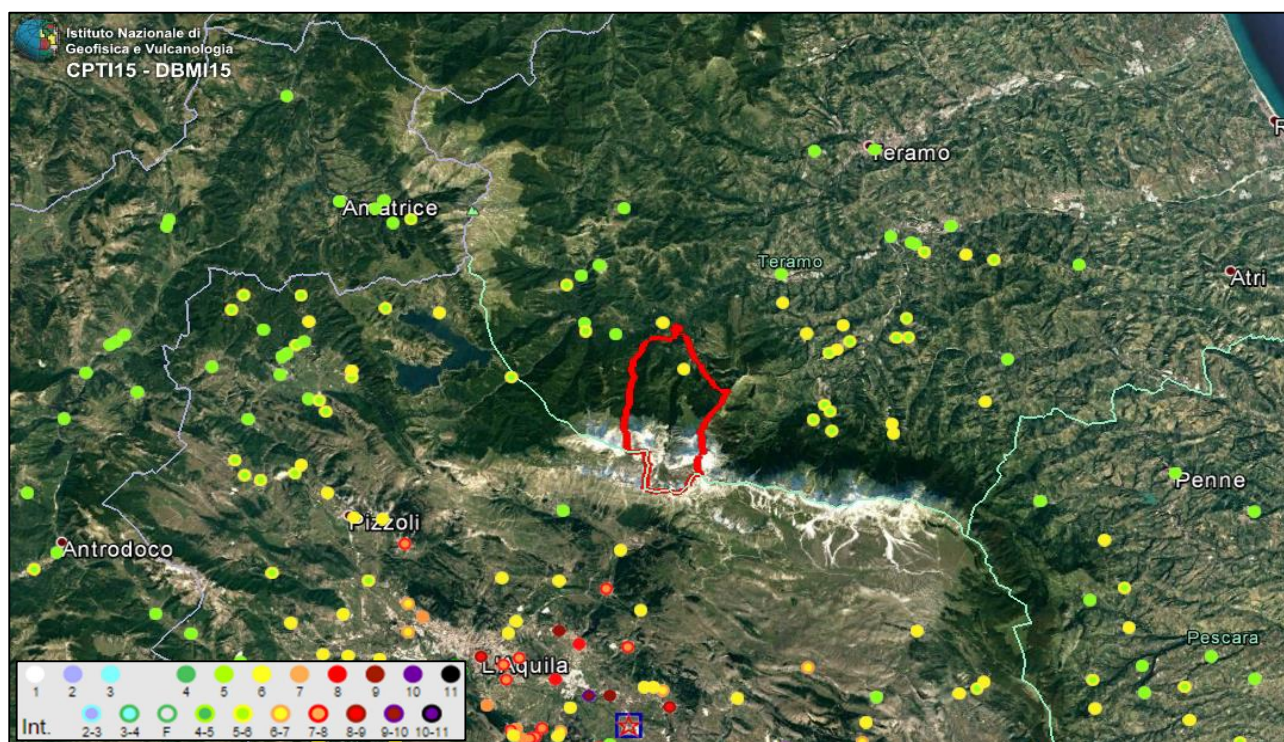 Istituto Nazionale di
Geofisica e Vulcanologia
CPTI15 - DBMI15
Teramo
Amatrice
Teramo
Atri
Penne
Pizzoli
Antrodoco
Pescara
L'Aquila
1 2 3 4 5 6 7 8 9 10 11
Int. 2-3 3-4 F 4-5 5-6 6-7 7-8 8-9 9-10 10-11